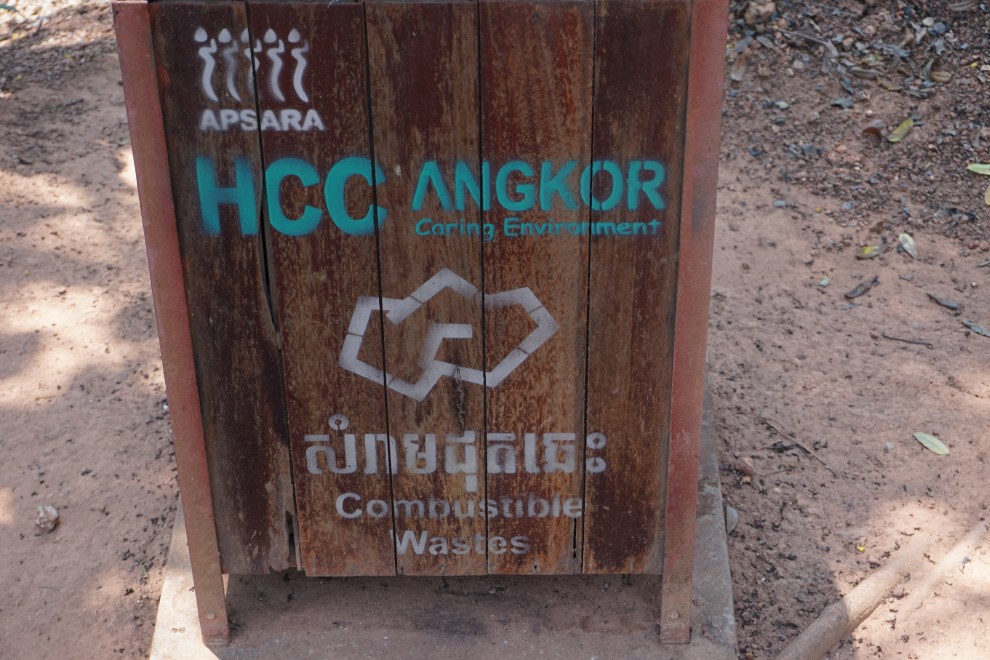 APSARA
HCC ANGKOR
Caring Environment
សំរាមដុតឆេះ
Combustible
Wastes